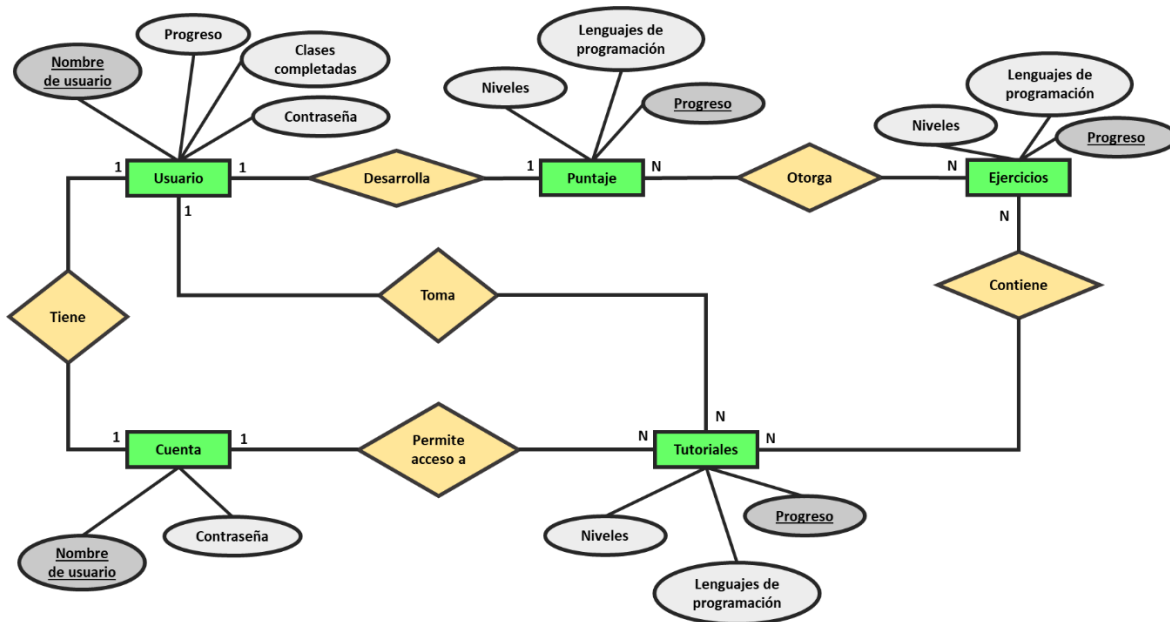 Progreso
Nombre
de usuario
Clases
completadas
Contraseña
Lenguajes de
programación
Niveles
Progreso
Lenguajes de
programación
Niveles
Progreso
1
Usuario
1
Desarrolla
1
Puntaje
N
Otorga
N
Ejercicios
1
N
Tiene
Toma
Contiene
N
1
Cuenta
1
Permite
acceso a
N
Tutoriales
N
Nombre
de usuario
Contraseña
Niveles
Progreso
Lenguajes de
programación